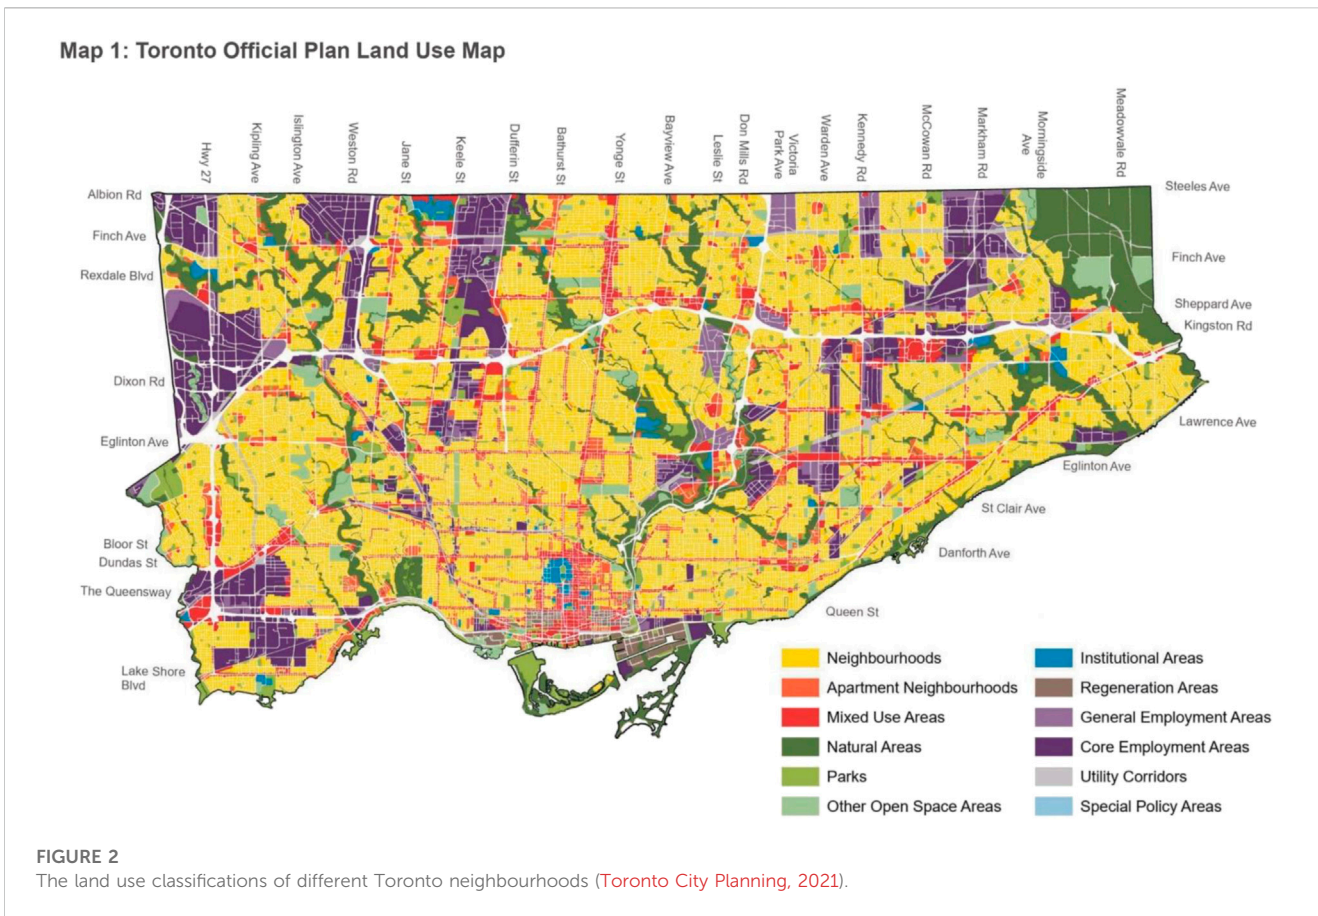 Map 1: Toronto Official Plan Land Use Map
Hwy 27
Kipling Ave
Islington Ave
Weston Rd
Jane St
Keele St
Dufferin St
Bathurst St
Yonge St
Bayview Ave
Leslie St
Don Mills Rd
Victoria
Park Ave
Warden Ave
Kennedy Rd
McCowan Rd
Markham Rd
Morningside
Ave
Meadowvale Rd
Albion Rd
Finch Ave
Rexdale Blvd
Dixon Rd
Eglinton Ave
Bloor St
Dundas St
The Queensway
Lake Shore
Blvd
Steeles Ave
Finch Ave
Sheppard Ave
Kingston Rd
Lawrence Ave
Eglinton Ave
St Clair Ave
Danforth Ave
Queen St
Neighbourhoods
Apartment Neighbourhoods
Mixed Use Areas
Natural Areas
Parks
Other Open Space Areas
Institutional Areas
Regeneration Areas
General Employment Areas
Core Employment Areas
Utility Corridors
Special Policy Areas
FIGURE 2
The land use classifications of different Toronto neighbourhoods (Toronto City Planning, 2021).